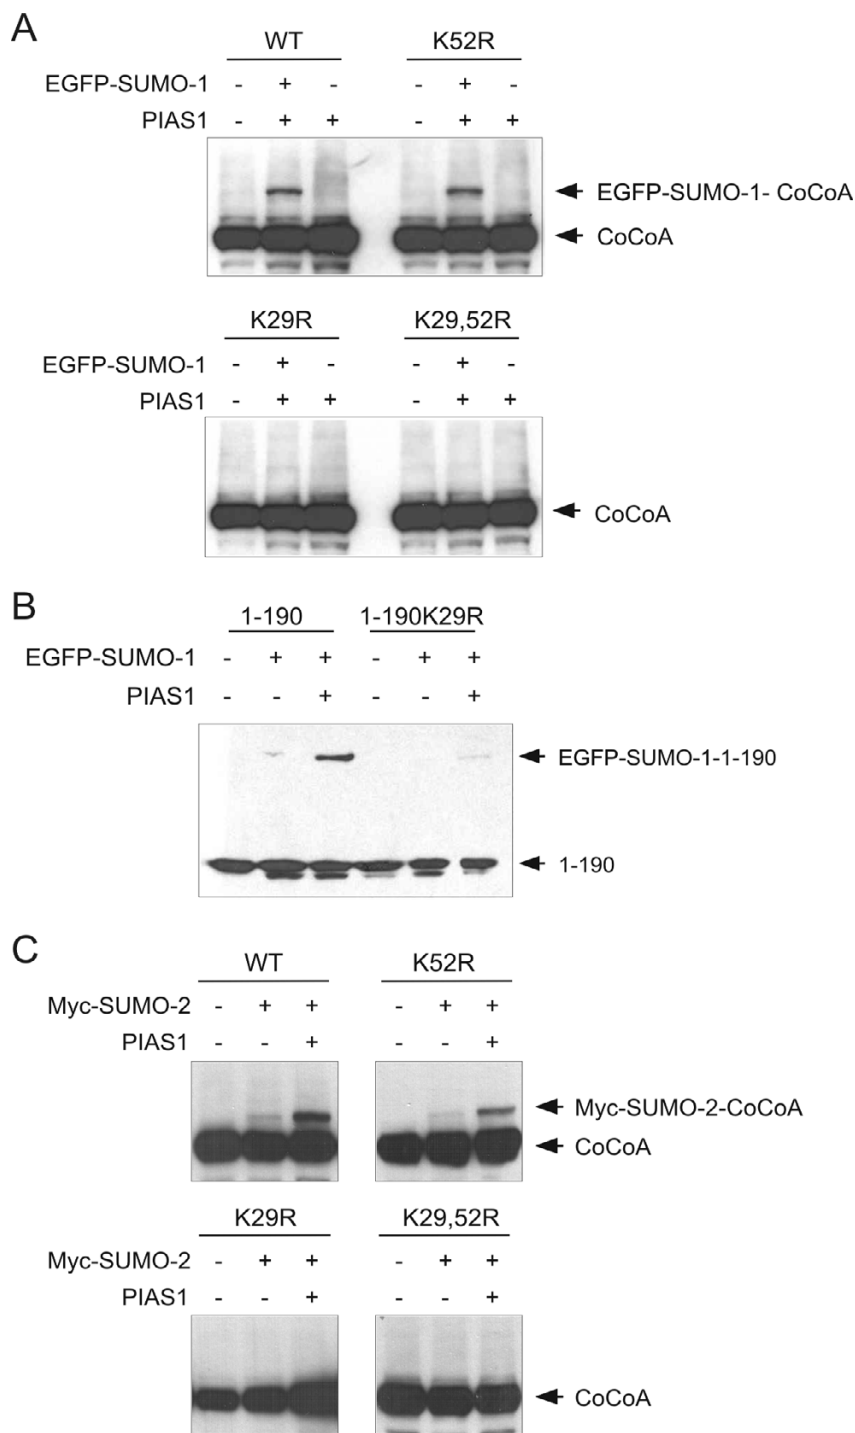 A
WT K52R
EGFP-SUMO-1 - + - - + -
PIAS1 - + + - + +
EGFP-SUMO-1- CoCoA
CoCoA
K29R K29,52R
EGFP-SUMO-1 - + - - + -
PIAS1 - + + - + +
CoCoA
B
1-190 1-190K29R
EGFP-SUMO-1 - + + - + +
PIAS1 - - + - - +
EGFP-SUMO-1-1-190
1-190
C
WT K52R
Myc-SUMO-2 - + + - + +
PIAS1 - - + - - +
Myc-SUMO-2-CoCoA
CoCoA
K29R K29,52R
Myc-SUMO-2 - + + - + +
PIAS1 - - + - - +
CoCoA